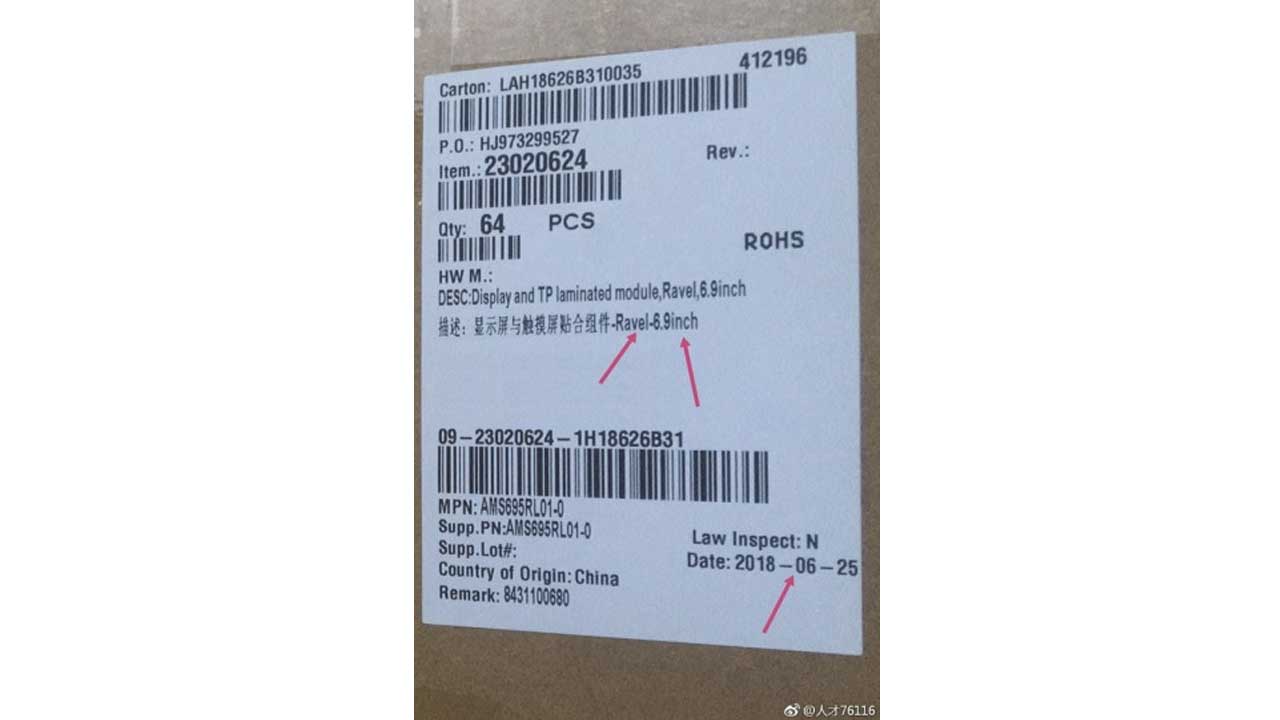 Carton: LAH18626B310035
412196
P.O.: HJ973299527
Item.: 23020624
Rev.:
Qty: 64 PCS
ROHS
HW M.:
DESC:Display and TP laminated module,Ravel,6.9inch
描述：显示屏与触摸屏贴合组件-Ravel-6.9inch
09-23020624-1H18626B31
MPN: AMS695RL01-0
Supp.PN:AMS695RL01-0
Law Inspect: N
Supp.Lot#:
Date: 2018-06-25
Country of Origin: China
Remark: 8431100680
@人才76116